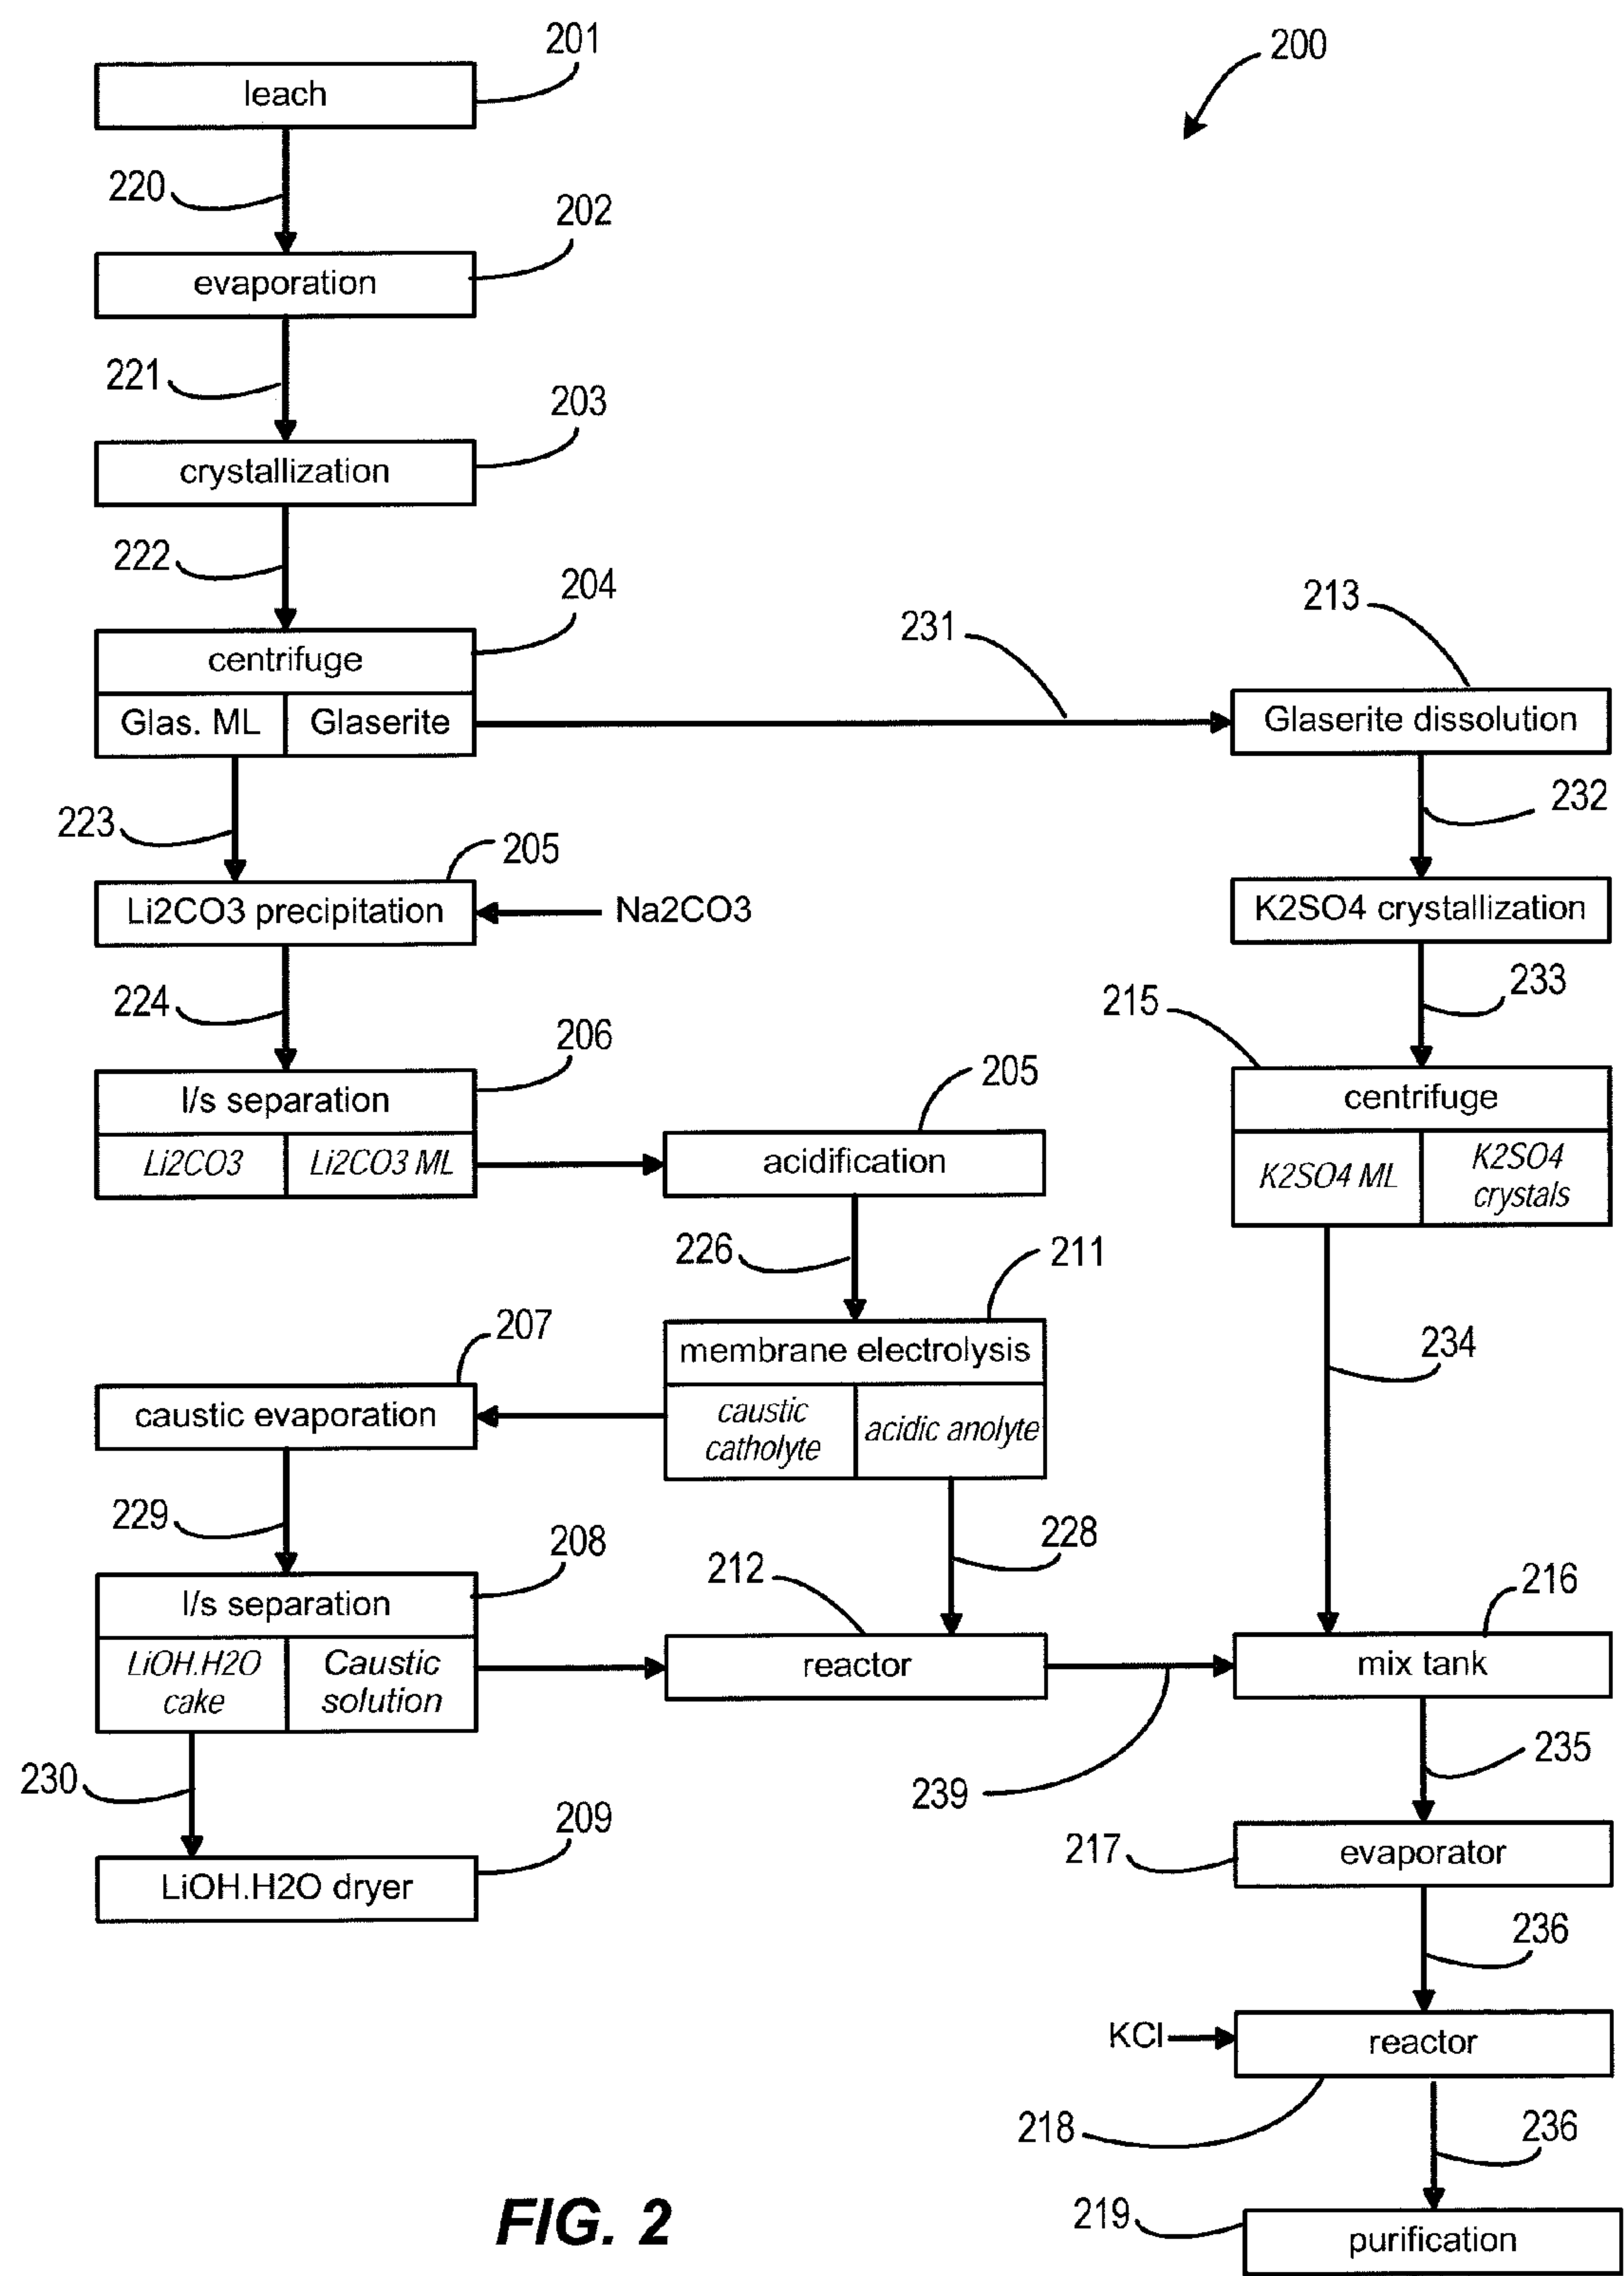 201
200
leach
220
202
evaporation
221
203
crystallization
222
204
213
231
centrifuge
Glas. ML
Glaserite
Glaserite dissolution
232
223
205
Li2CO3 precipitation
Na2CO3
K2SO4 crystallization
233
224
215
206
l/s separation
Li2CO3
Li2CO3 ML
205
acidification
centrifuge
K2SO4 ML
K2SO4
crystals
226
211
207
membrane electrolysis
caustic
catholyte
acidic anolyte
234
caustic evaporation
229
208
228
212
216
l/s separation
LiOH.H2O
cake
Caustic
solution
reactor
mix tank
230
239
235
209
LiOH.H2O dryer
217
evaporator
236
KCl
reactor
218
236
219
purification
FIG. 2